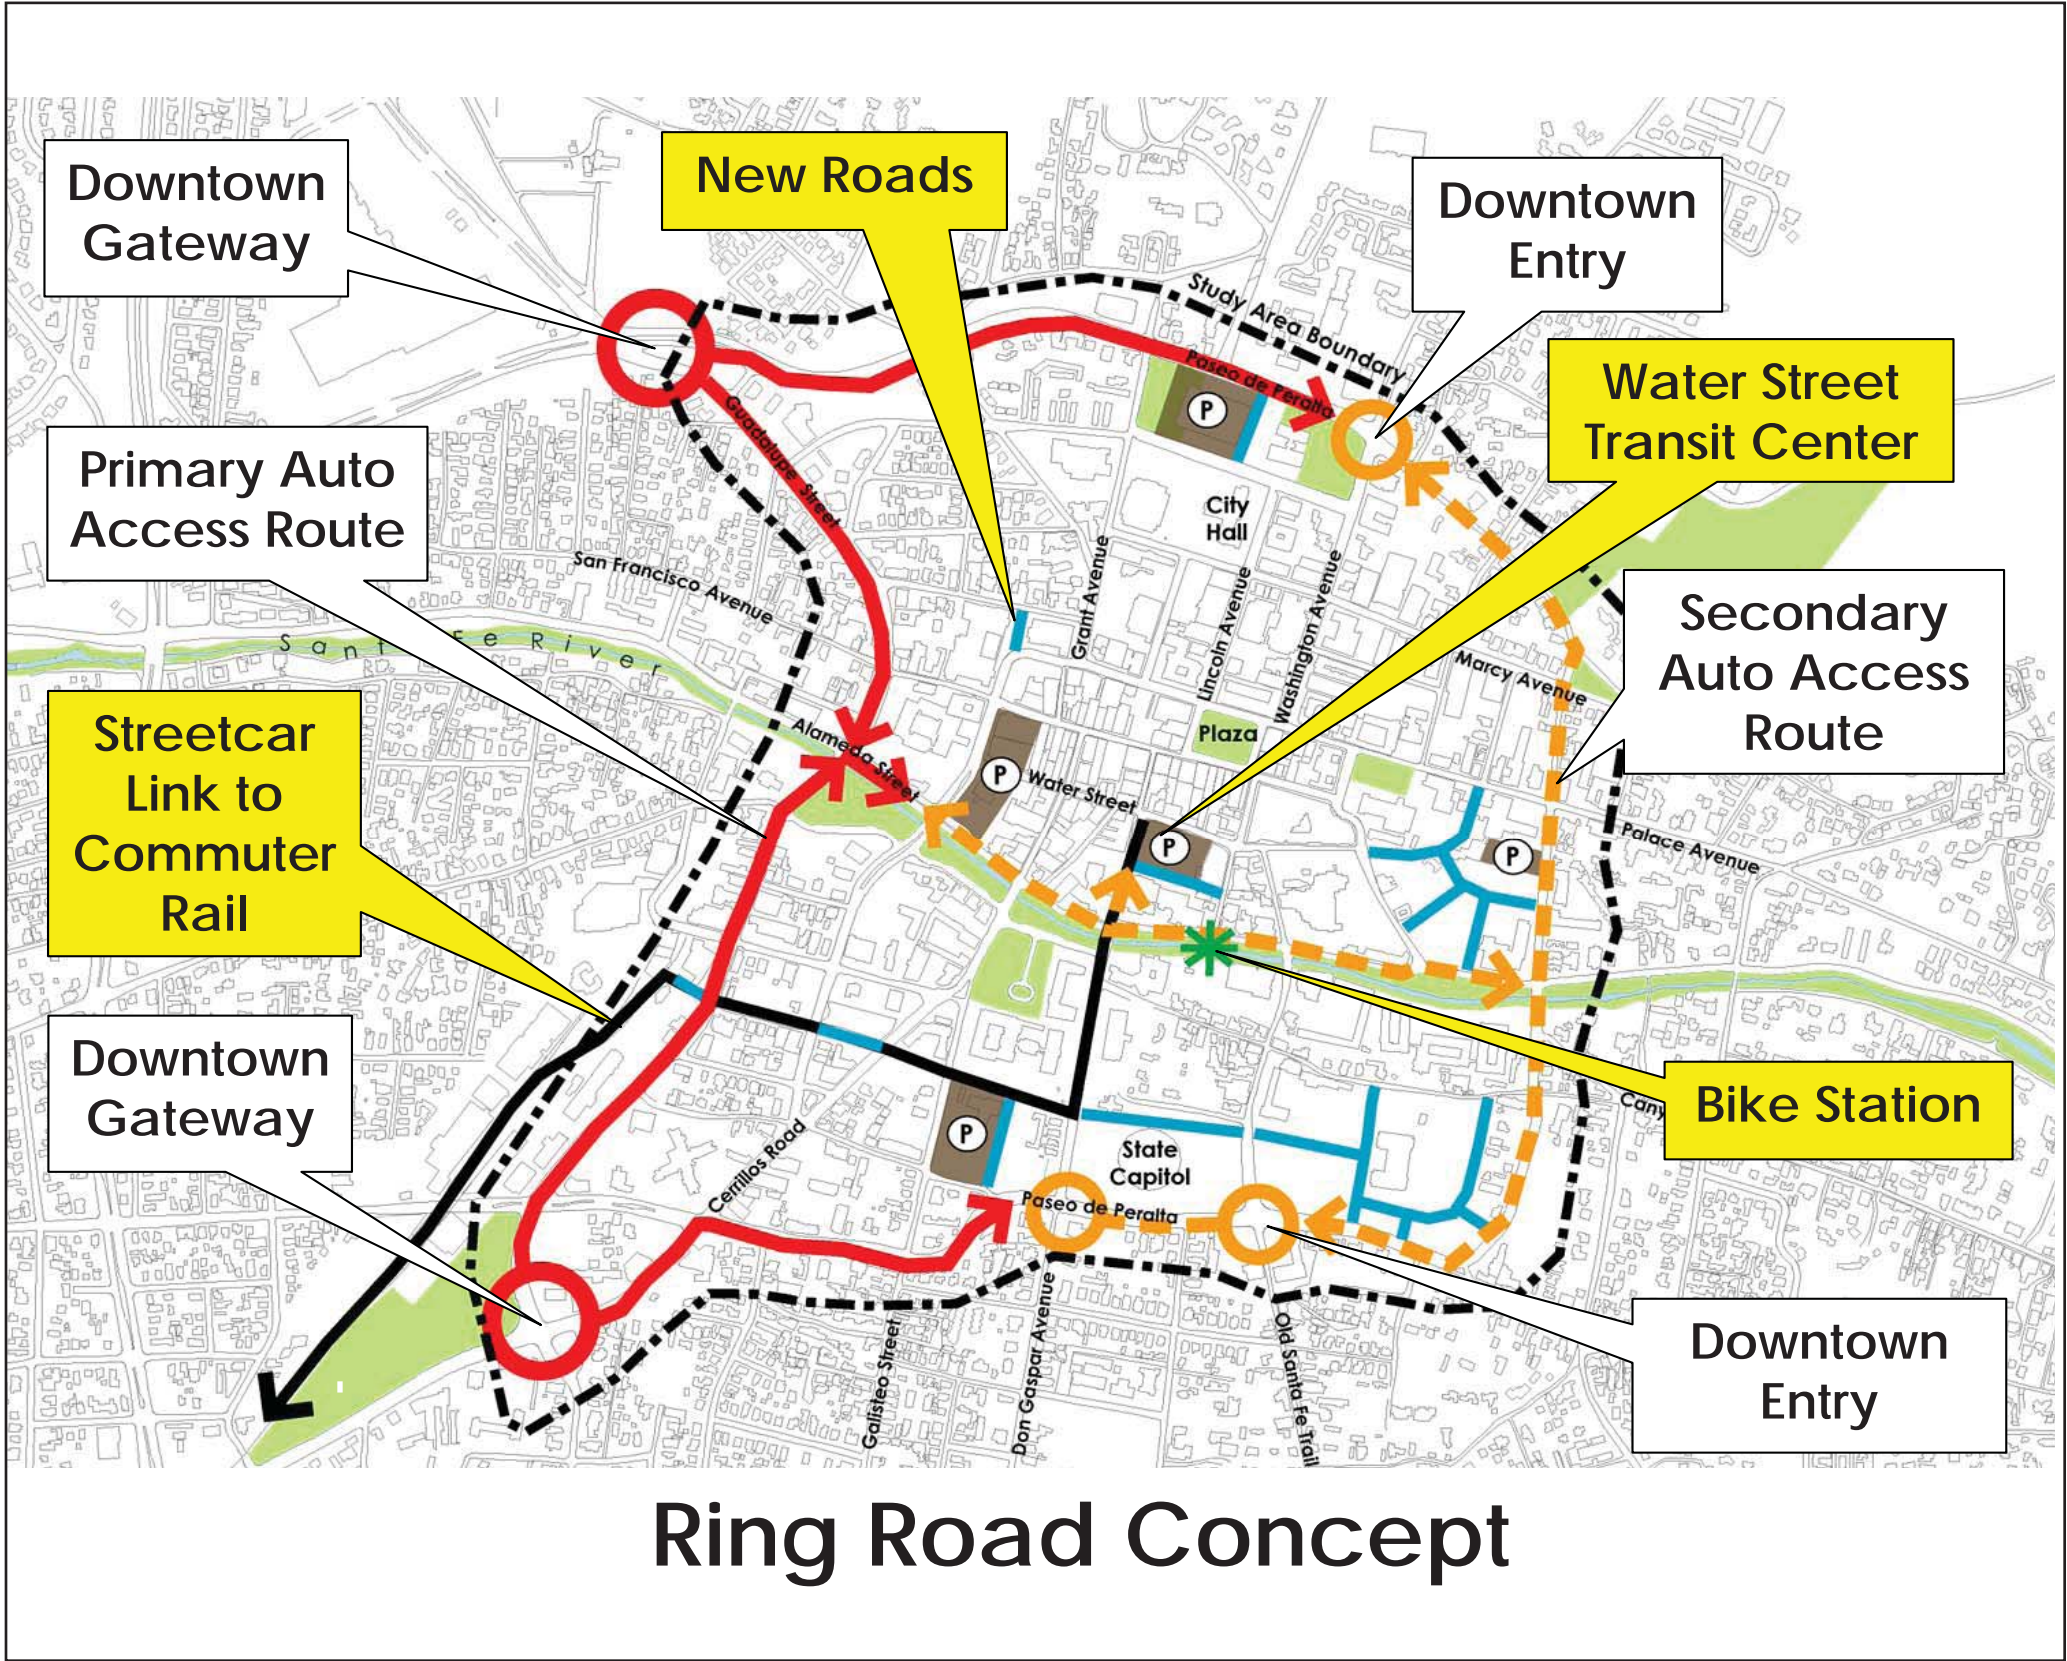 Downtown
Gateway
New Roads
Downtown
Entry
Study Area Boundary
Water Street
Transit Center
Paseo de Peralta
P
Guadalupe Street
Primary Auto
Access Route
City
Hall
San Francisco Avenue
Grant Avenue
Lincoln Avenue
Washington Avenue
Secondary
Auto Access
Route
Santa Fe River
Marcy Avenue
Streetcar
Link to
Commuter
Rail
Alameda Street
Plaza
P
Water Street
P
P
Palace Avenue
Downtown
Gateway
Bike Station
P
State
Capitol
Cerrillos Road
Paseo de Peralta
Galisteo Street
Don Gaspar Avenue
Old Santa Fe Trail
Downtown
Entry
Ring Road Concept